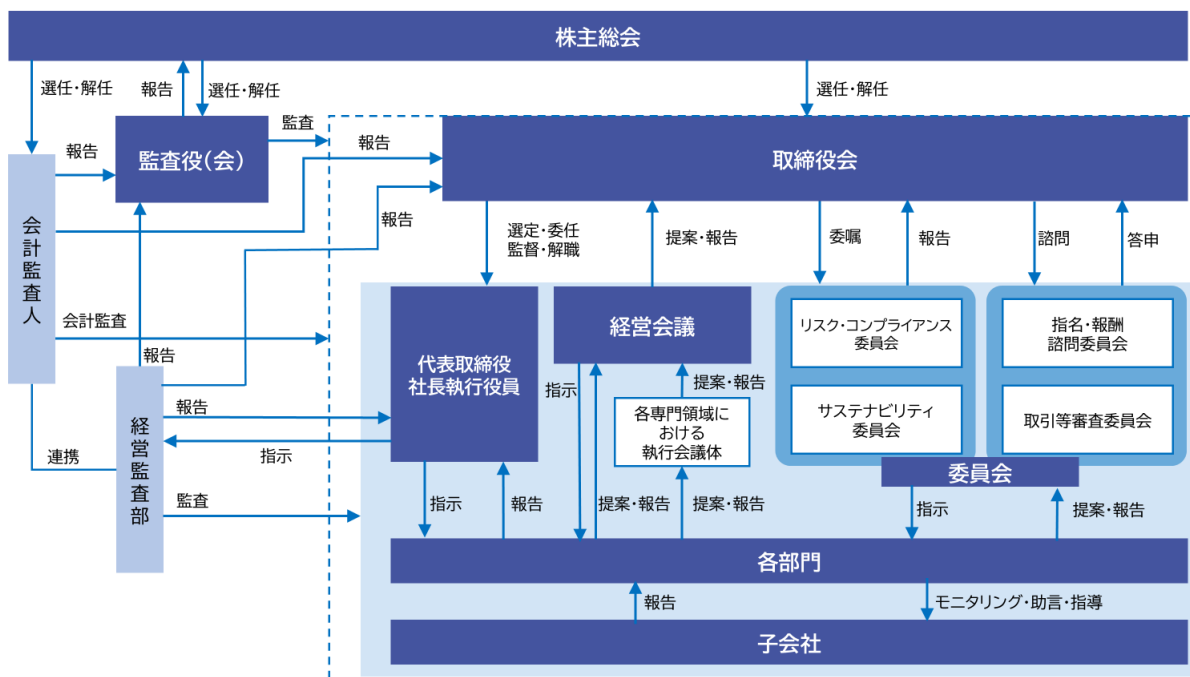 株主総会
選任・解任
報告
選任・解任
選任・解任
監査役(会)
監査
取締役会
報告
報告
報告
会計監査人
選定・委任
監督・解職
提案・報告
委嘱
報告
諮問
答申
会計監査
報告
代表取締役
社長執行役員
経営会議
リスク・コンプライアンス
委員会
指名・報酬
諮問委員会
指示
提案・報告
各専門領域に
おける
執行会議体
サステナビリティ
委員会
取引等審査委員会
報告
指示
連携
経営監査部
委員会
監査
指示
報告
提案・報告
提案・報告
指示
提案・報告
各部門
報告
モニタリング・助言・指導
子会社